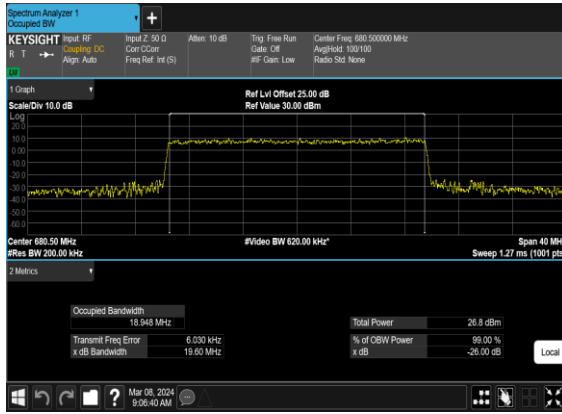 Spectrum Analyzer 1
Occupied BW
KEYSIGHT
R T
Input: RF
Coupling: DC
Align: Auto
Input Z: 50 Ω
Corr CCorr
Freq Ref: Int (S)
Atten: 10 dB
Trig: Free Run
Gate: Off
#IF Gain: Low
Center Freq: 680.500000 MHz
Avg|Hold: 100/100
Radio Std: None
1 Graph
Scale/Div 10.0 dB
Ref Lvl Offset 25.00 dB
Ref Value 30.00 dBm
Log
20.0
10.0
0.00
-10.0
-20.0
-30.0
-40.0
-50.0
-60.0
Center 680.50 MHz
#Res BW 200.00 kHz
#Video BW 620.00 kHz*
Span 40 MH
Sweep 1.27 ms (1001 pts
2 Metrics
Occupied Bandwidth
18.948 MHz
Transmit Freq Error 6.030 kHz
x dB Bandwidth 19.60 MHz
Total Power 26.8 dBm
% of OBW Power 99.00 %
x dB -26.00 dB
Local
?
Mar 08, 2024
9:06:40 AM